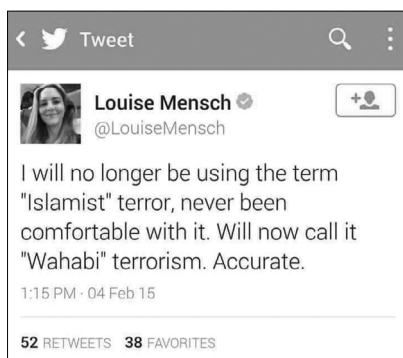 Tweet
Louise Mensch
@LouiseMensch
I will no longer be using the term
"Islamist" terror, never been
comfortable with it. Will now call it
"Wahabi" terrorism. Accurate.
1:15 PM · 04 Feb 15
52 RETWEETS 38 FAVORITES